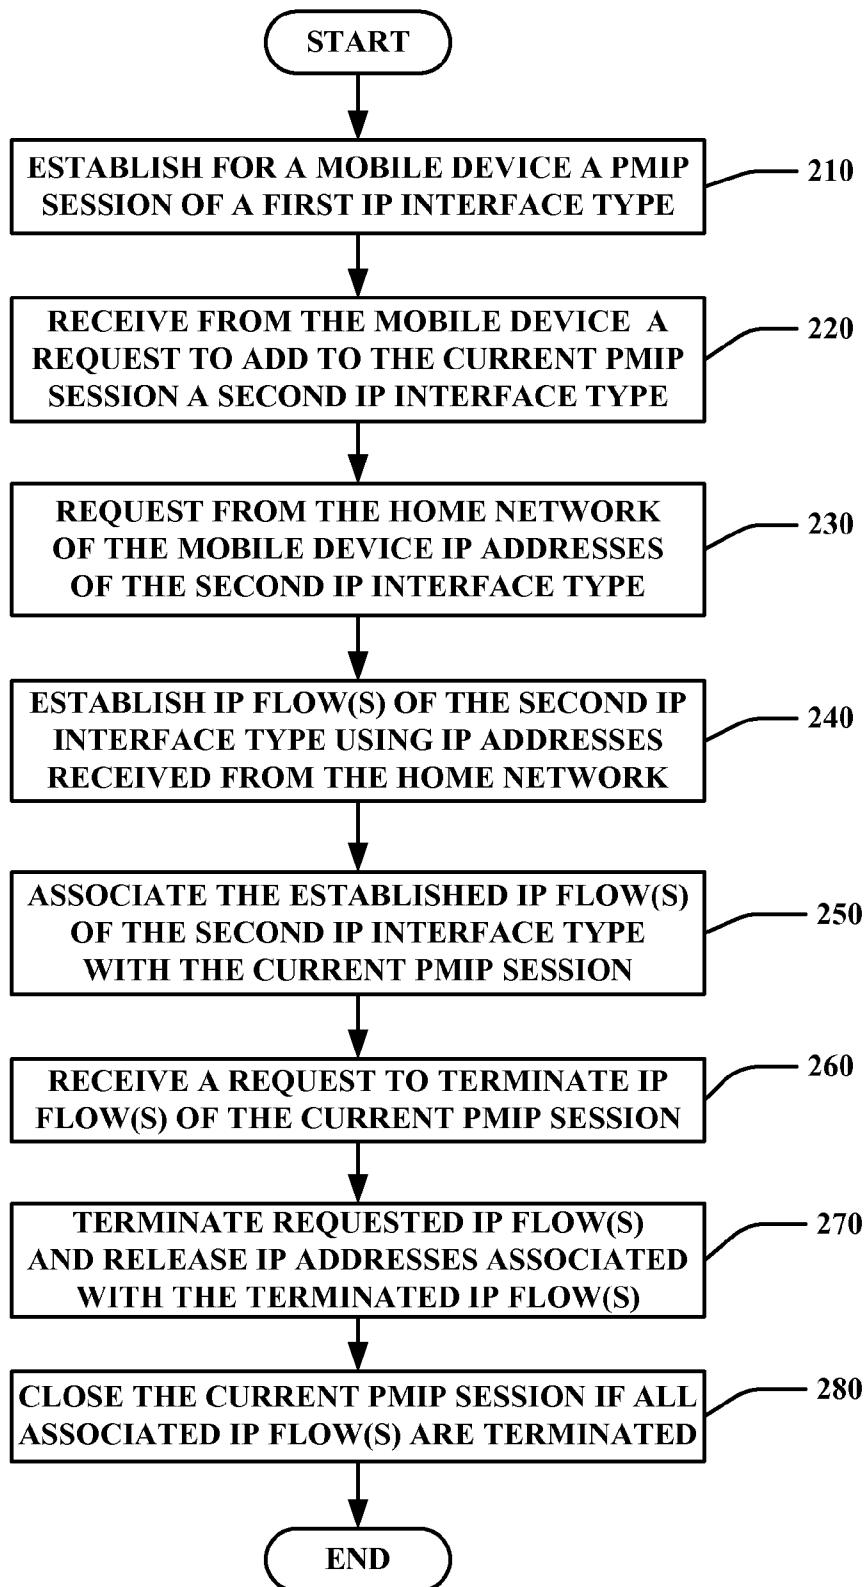 START
ESTABLISH FOR A MOBILE DEVICE A PMIP
SESSION OF A FIRST IP INTERFACE TYPE
210
RECEIVE FROM THE MOBILE DEVICE A
REQUEST TO ADD TO THE CURRENT PMIP
SESSION A SECOND IP INTERFACE TYPE
220
REQUEST FROM THE HOME NETWORK
OF THE MOBILE DEVICE IP ADDRESSES
OF THE SECOND IP INTERFACE TYPE
230
ESTABLISH IP FLOW(S) OF THE SECOND IP
INTERFACE TYPE USING IP ADDRESSES
RECEIVED FROM THE HOME NETWORK
240
ASSOCIATE THE ESTABLISHED IP FLOW(S)
OF THE SECOND IP INTERFACE TYPE
WITH THE CURRENT PMIP SESSION
250
RECEIVE A REQUEST TO TERMINATE IP
FLOW(S) OF THE CURRENT PMIP SESSION
260
TERMINATE REQUESTED IP FLOW(S)
AND RELEASE IP ADDRESSES ASSOCIATED
WITH THE TERMINATED IP FLOW(S)
270
CLOSE THE CURRENT PMIP SESSION IF ALL
ASSOCIATED IP FLOW(S) ARE TERMINATED
280
END